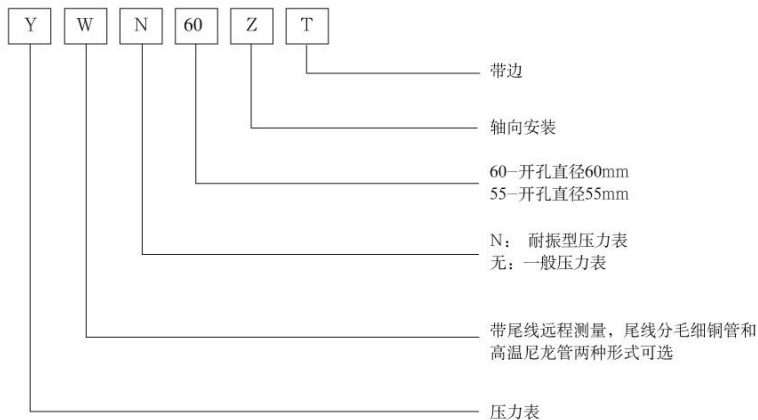 Y W N 60 Z T
带边
轴向安装
60-开孔直径60mm
55-开孔直径55mm
N： 耐振型压力表
无：一般压力表
带尾线远程测量，尾线分毛细铜管和
高温尼龙管两种形式可选
压力表